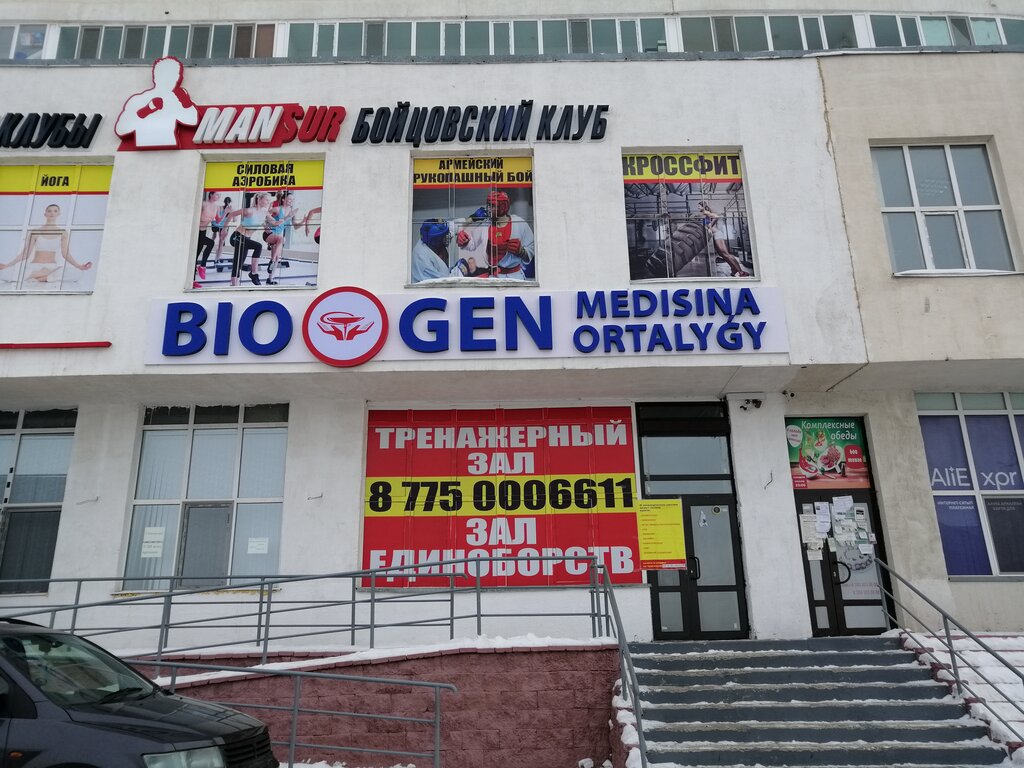 КЛУБЫ
MANSUR БОЙЦОВСКИЙ КЛУБ
ЙОГА
СИЛОВАЯ
АЭРОБИКА
АРМЕЙСКИЙ
РУКОПАШНЫЙ БОЙ
КРОССФИТ
BIO GEN
MEDISINA
ORTALYǴY
ТРЕНАЖЕРНЫЙ
ЗАЛ
8 775 0006611
ЗАЛ
ЕДИНОБОРСТВ
Комплексные
обеды
AliExpr